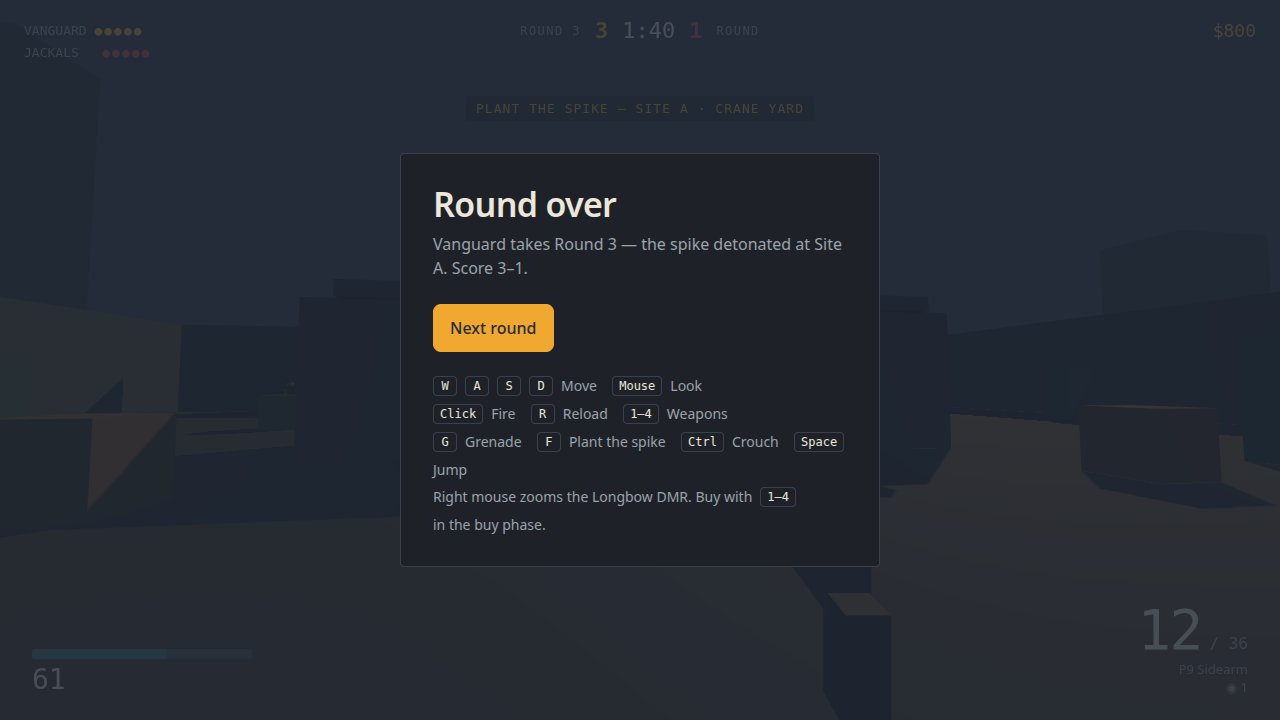 VANGUARD
JACKALS
ROUND 3 3 1:40 1 ROUND
$800
PLANT THE SPIKE — SITE A · CRANE YARD
Round over
Vanguard takes Round 3 — the spike detonated at Site
A. Score 3–1.
Next round
W A S D Move Mouse Look
Click Fire R Reload 1–4 Weapons
G Grenade F Plant the spike Ctrl Crouch Space
Jump
Right mouse zooms the Longbow DMR. Buy with 1–4
in the buy phase.
61
12 / 36
P9 Sidearm
◉ 1